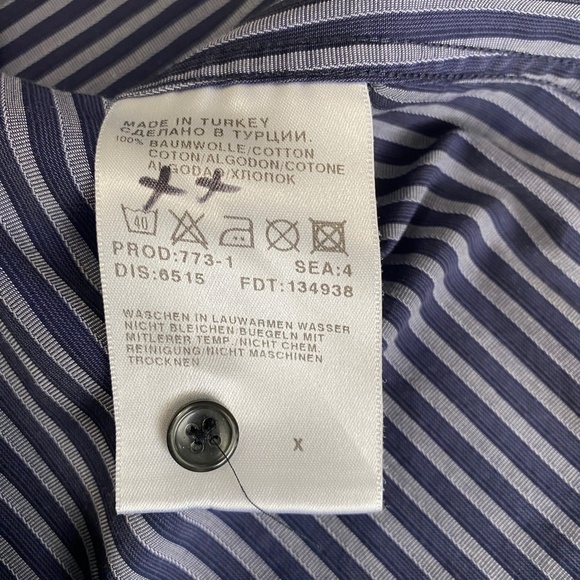 MADE IN TURKEY
СДЕЛАНО В ТУРЦИИ
100% BAUMWOLLE/COTTON
COTON/ALGODON/COTONE
ALGODAO/ХЛОПОК
++
40
PROD:773-1 SEA:4
DIS:6515 FDT:134938
WASCHEN IN LAUWARMEN WASSER
NICHT BLEICHEN/BUEGELN MIT
MITLERER TEMP./NICHT CHEM.
REINIGUNG/NICHT MASCHINEN
TROCKNEN
X